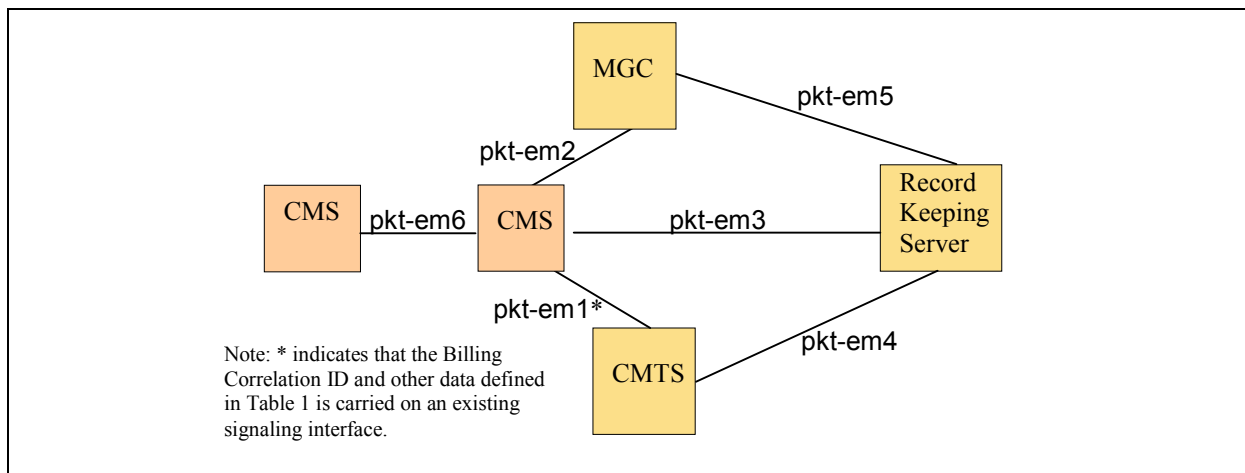 MGC
pkt-em5
pkt-em2
Record
Keeping
Server
CMS
pkt-em6
CMS
pkt-em3
pkt-em1*
pkt-em4
CMTS
Note: * indicates that the Billing
Correlation ID and other data defined
in Table 1 is carried on an existing
signaling interface.